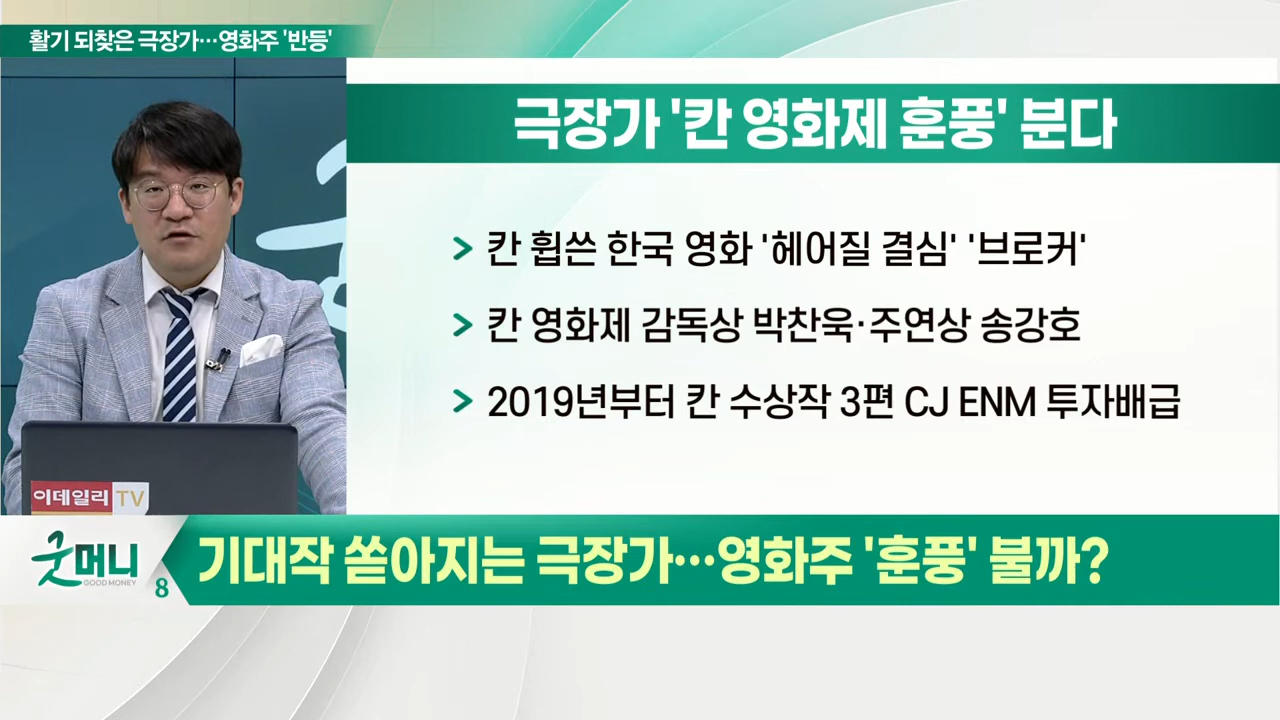 활기 되찾은 극장가…영화주 '반등'
극장가 '칸 영화제 훈풍' 분다
> 칸 휩쓴 한국 영화 '헤어질 결심' '브로커'
> 칸 영화제 감독상 박찬욱·주연상 송강호
> 2019년부터 칸 수상작 3편 CJ ENM 투자배급
이데일리 TV
굿머니
GOOD MONEY
8
기대작 쏟아지는 극장가…영화주 '훈풍' 불까?